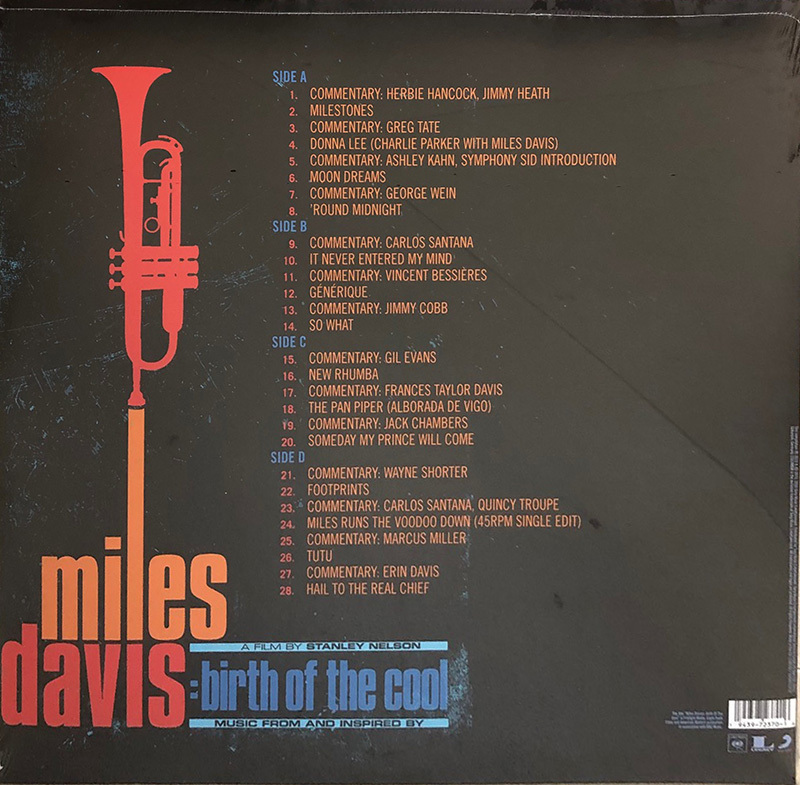 SIDE A
1. COMMENTARY: HERBIE HANCOCK, JIMMY HEATH
2. MILESTONES
3. COMMENTARY: GREG TATE
4. DONNA LEE (CHARLIE PARKER WITH MILES DAVIS)
5. COMMENTARY: ASHLEY KAHN, SYMPHONY SID INTRODUCTION
6. MOON DREAMS
7. COMMENTARY: GEORGE WEIN
8. 'ROUND MIDNIGHT
SIDE B
9. COMMENTARY: CARLOS SANTANA
10. IT NEVER ENTERED MY MIND
11. COMMENTARY: VINCENT BESSIÈRES
12. GÉNÉRIQUE
13. COMMENTARY: JIMMY COBB
14. SO WHAT
SIDE C
15. COMMENTARY: GIL EVANS
16. NEW RHUMBA
17. COMMENTARY: FRANCES TAYLOR DAVIS
18. THE PAN PIPER (ALBORADA DE VIGO)
19. COMMENTARY: JACK CHAMBERS
20. SOMEDAY MY PRINCE WILL COME
SIDE D
21. COMMENTARY: WAYNE SHORTER
22. FOOTPRINTS
23. COMMENTARY: CARLOS SANTANA, QUINCY TROUPE
24. MILES RUNS THE VOODOO DOWN (45RPM SINGLE EDIT)
25. COMMENTARY: MARCUS MILLER
26. TUTU
27. COMMENTARY: ERIN DAVIS
28. HAIL TO THE REAL CHIEF
miles
davis
A FILM BY STANLEY NELSON
: birth of the cool
MUSIC FROM AND INSPIRED BY
9439-72370-1
LEGACY